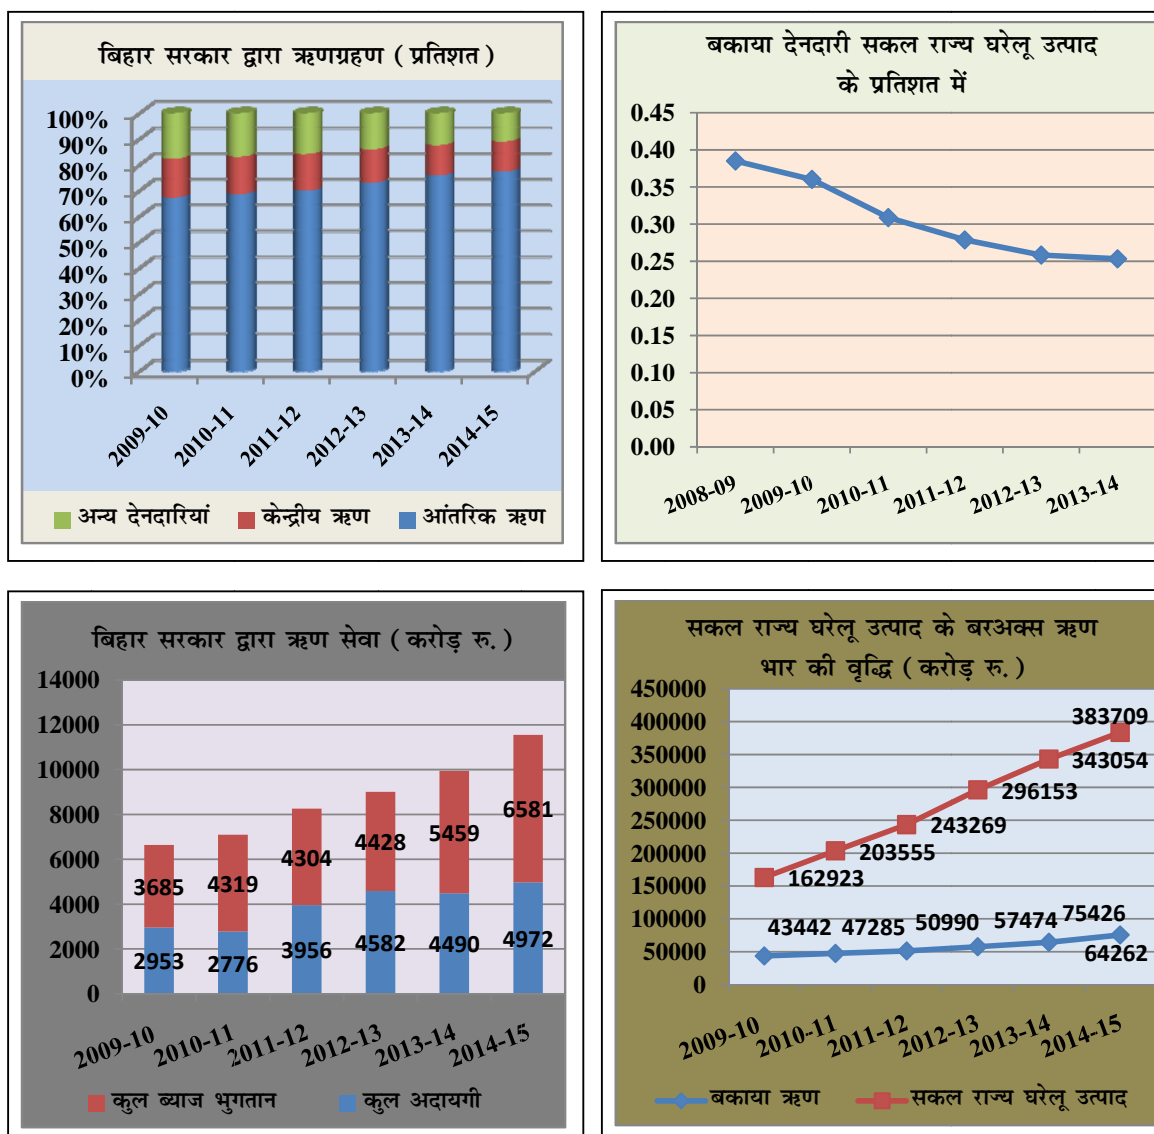 बिहार सरकार द्वारा ऋणग्रहण ( प्रतिशत )
100%
90%
80%
70%
60%
50%
40%
30%
20%
10%
0%
2009-10 2010-11 2011-12 2012-13 2013-14 2014-15
अन्य देनदारियां केन्द्रीय ऋण आंतरिक ऋण
बकाया देनदारी सकल राज्य घरेलू उत्पाद
के प्रतिशत में
0.45
0.40
0.35
0.30
0.25
0.20
0.15
0.10
0.05
0.00
2008-09 2009-10 2010-11 2011-12 2012-13 2013-14
बिहार सरकार द्वारा ऋण सेवा ( करोड़ रु. )
14000
12000
10000
8000
6000
4000
2000
0
3685 4319 4304 4428 5459 6581
2953 2776 3956 4582 4490 4972
2009-10 2010-11 2011-12 2012-13 2013-14 2014-15
कुल ब्याज भुगतान कुल अदायगी
सकल राज्य घरेलू उत्पाद के बरअक्स ऋण
भार की वृद्धि ( करोड़ रु. )
450000
400000
350000
300000
250000
200000
150000
100000
50000
0
162923 203555 243269 296153 343054 383709
43442 47285 50990 57474 64262 75426
2009-10 2010-11 2011-12 2012-13 2013-14 2014-15
बकाया ऋण सकल राज्य घरेलू उत्पाद